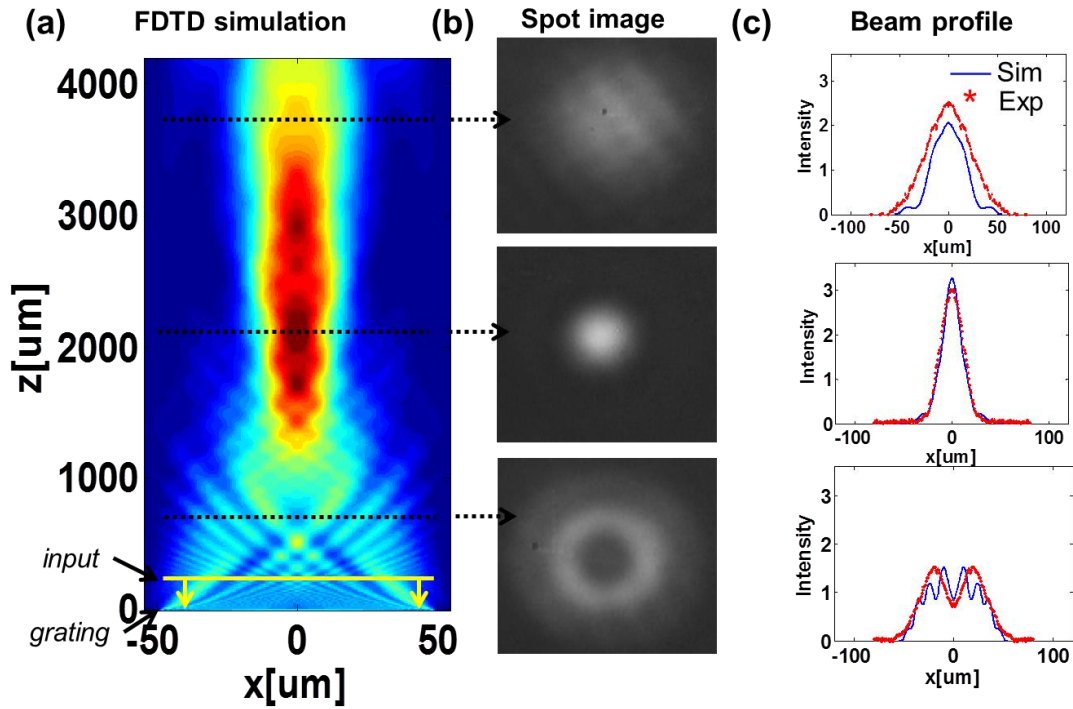 (a) FDTD simulation
(b) Spot image
(c) Beam profile
4000
3000
2000
1000
0
z[um]
input
grating
-50 0 50
x[um]
Intensity
3
2
1
0
Sim
* Exp
-100 -50 0 50 100
x[um]
Intensity
3
2
1
0
-100 0 100
x[um]
Intensity
3
2
1
0
-100 0 100
x[um]